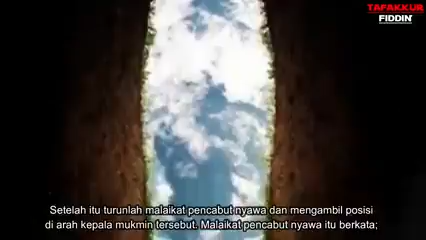 TAFAKKUR
FIDDIN
Setelah itu turunlah malaikat pencabut nyawa dan mengambil posisi
di arah kepala mukmin tersebut. Malaikat pencabut nyawa itu berkata;